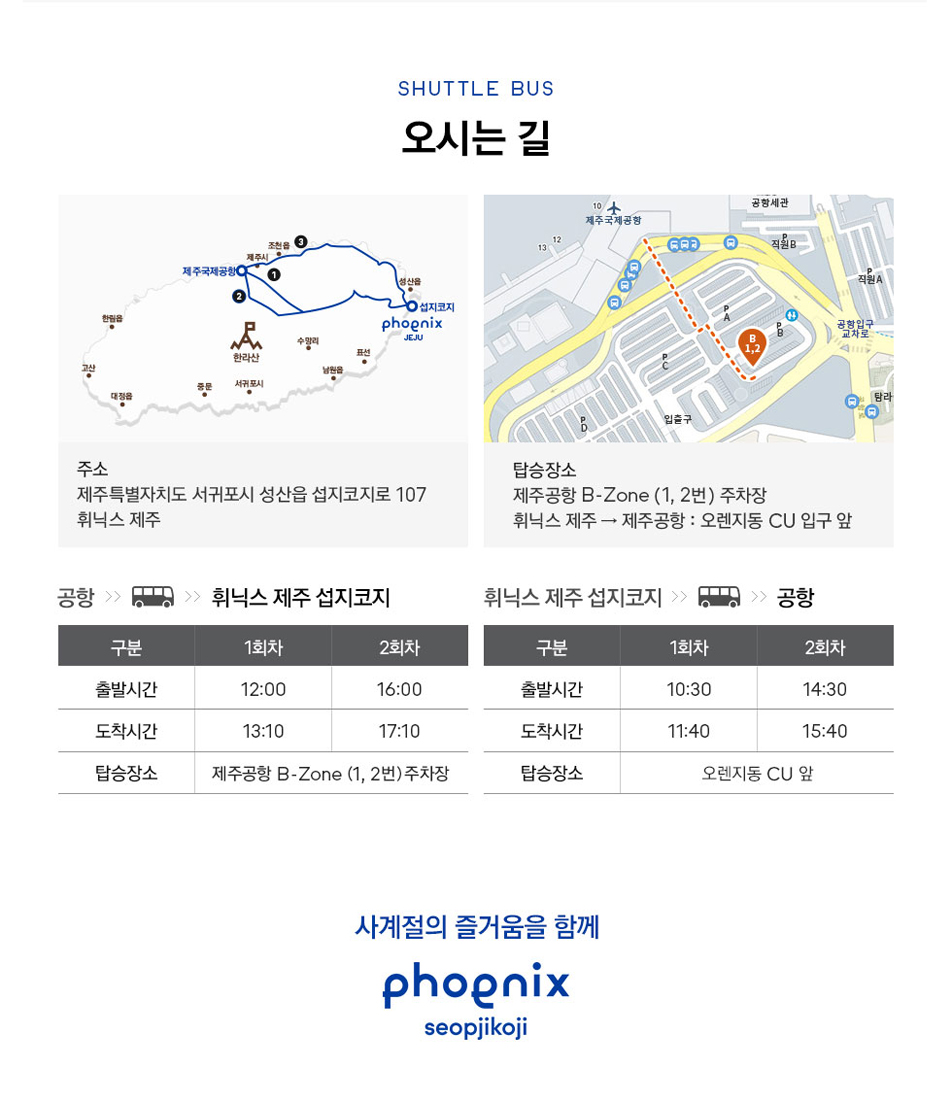 SHUTTLE BUS
오시는 길
조천읍
3
제주시
제주국제공항
1
2
성산읍
섭지코지
phoenix
JEJU
한림읍
한라산
수망리
표선
고산
중문
서귀포시
남원읍
대정읍
공항세관
10
제주국제공항
12
13
P
직원B
P
직원A
P
A
P
B
공항입구
교차로
B
1,2
P
C
탐라
P
D
입출구
주소
제주특별자치도 서귀포시 성산읍 섭지코지로 107
휘닉스 제주
탑승장소
제주공항 B-Zone (1, 2번) 주차장
휘닉스 제주 → 제주공항 : 오렌지동 CU 입구 앞
공항 >> >> 휘닉스 제주 섭지코지
구분 1회차 2회차
출발시간 12:00 16:00
도착시간 13:10 17:10
탑승장소 제주공항 B-Zone (1, 2번)주차장
휘닉스 제주 섭지코지 >> >> 공항
구분 1회차 2회차
출발시간 10:30 14:30
도착시간 11:40 15:40
탑승장소 오렌지동 CU 앞
사계절의 즐거움을 함께
phoenix
seopjikoji